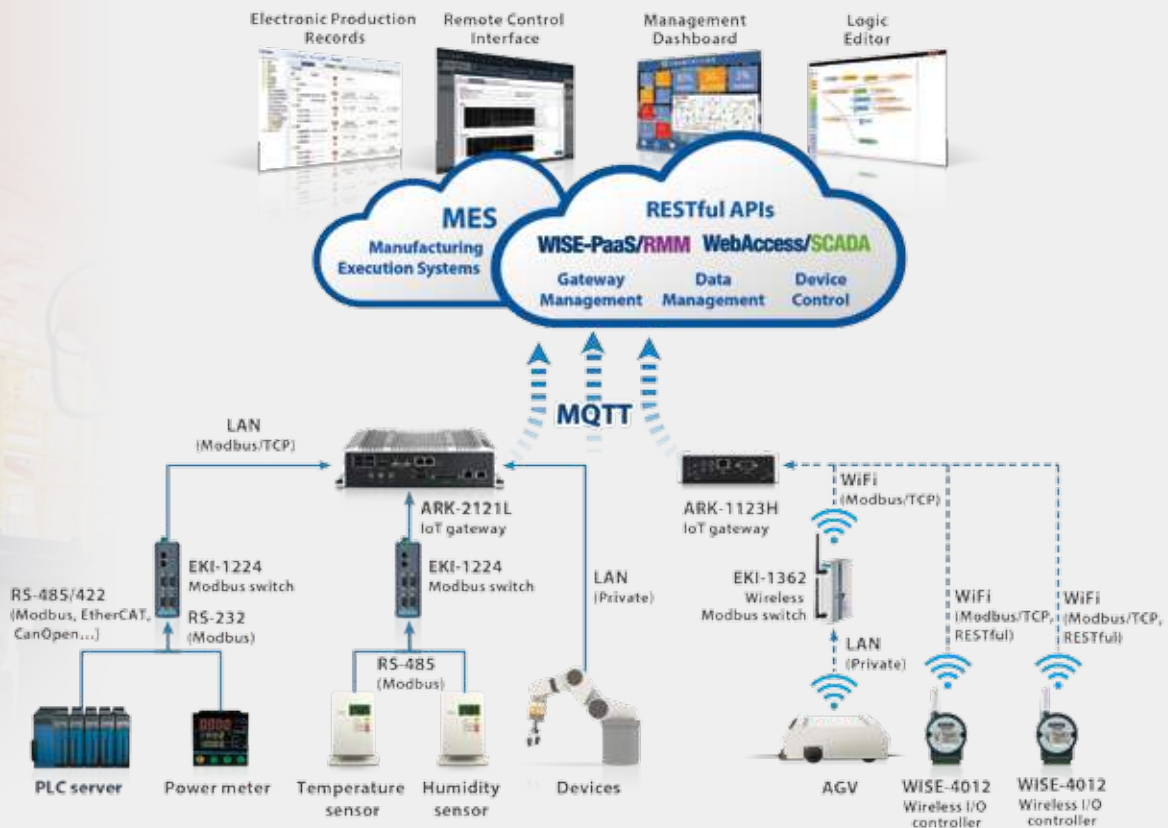 Electronic Production
Records
Remote Control
Interface
Management
Dashboard
Logic
Editor
MES
Manufacturing
Execution Systems
RESTful APIs
WISE-PaaS/RMM WebAccess/SCADA
Gateway
Management
Data
Management
Device
Control
MQTT
LAN
(Modbus/TCP)
ARK-2121L
IoT gateway
ARK-1123H
IoT gateway
WiFi
(Modbus/TCP)
EKI-1224
Modbus switch
EKI-1224
Modbus switch
LAN
(Private)
EKI-1362
Wireless
Modbus switch
RS-485/422
(Modbus, EtherCAT,
CanOpen...)
RS-232
(Modbus)
RS-485
(Modbus)
LAN
(Private)
WiFi
(Modbus/TCP,
RESTful)
WiFi
(Modbus/TCP,
RESTful)
PLC server
Power meter
Temperature
sensor
Humidity
sensor
Devices
AGV
WISE-4012
Wireless I/O
controller
WISE-4012
Wireless I/O
controller